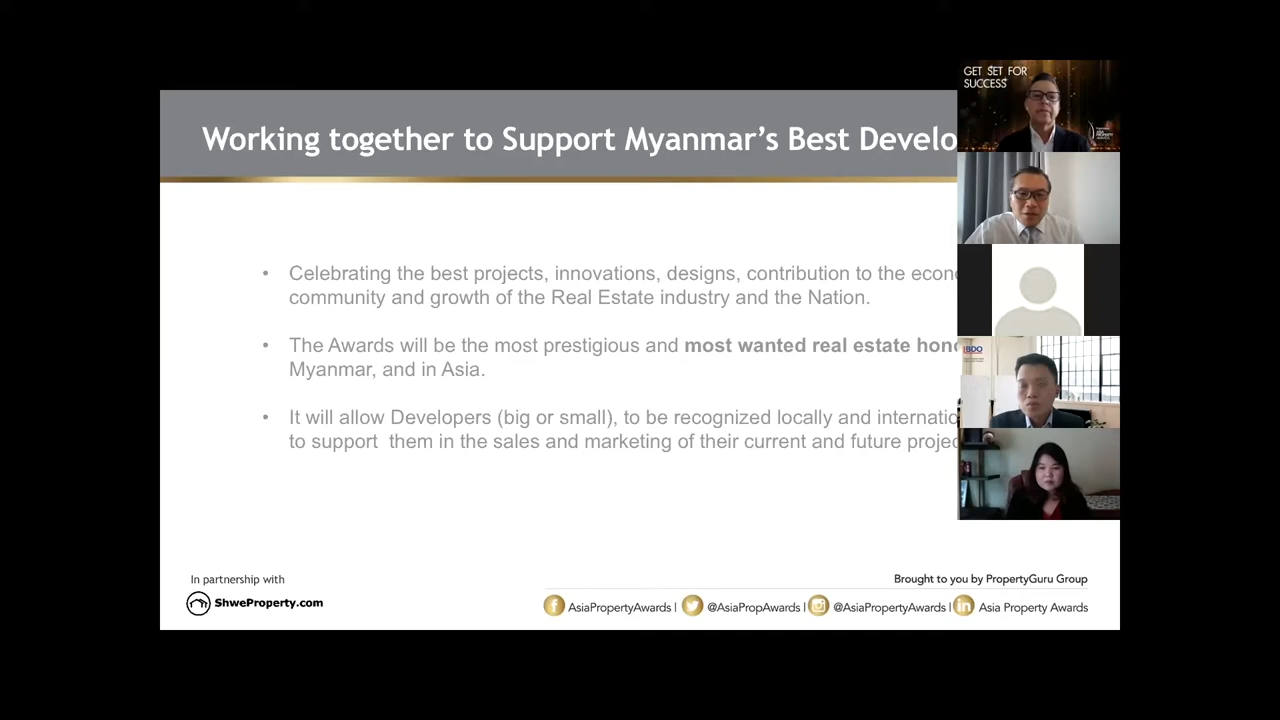 GET SET FOR
SUCCESS
Working together to Support Myanmar's Best Develo
• Celebrating the best projects, innovations, designs, contribution to the econo
community and growth of the Real Estate industry and the Nation.
• The Awards will be the most prestigious and most wanted real estate hono
Myanmar, and in Asia.
• It will allow Developers (big or small), to be recognized locally and internatio
to support them in the sales and marketing of their current and future projec
BDO
In partnership with
ShweProperty.com
Brought to you by PropertyGuru Group
AsiaPropertyAwards | @AsiaPropAwards | @AsiaPropertyAwards | Asia Property Awards